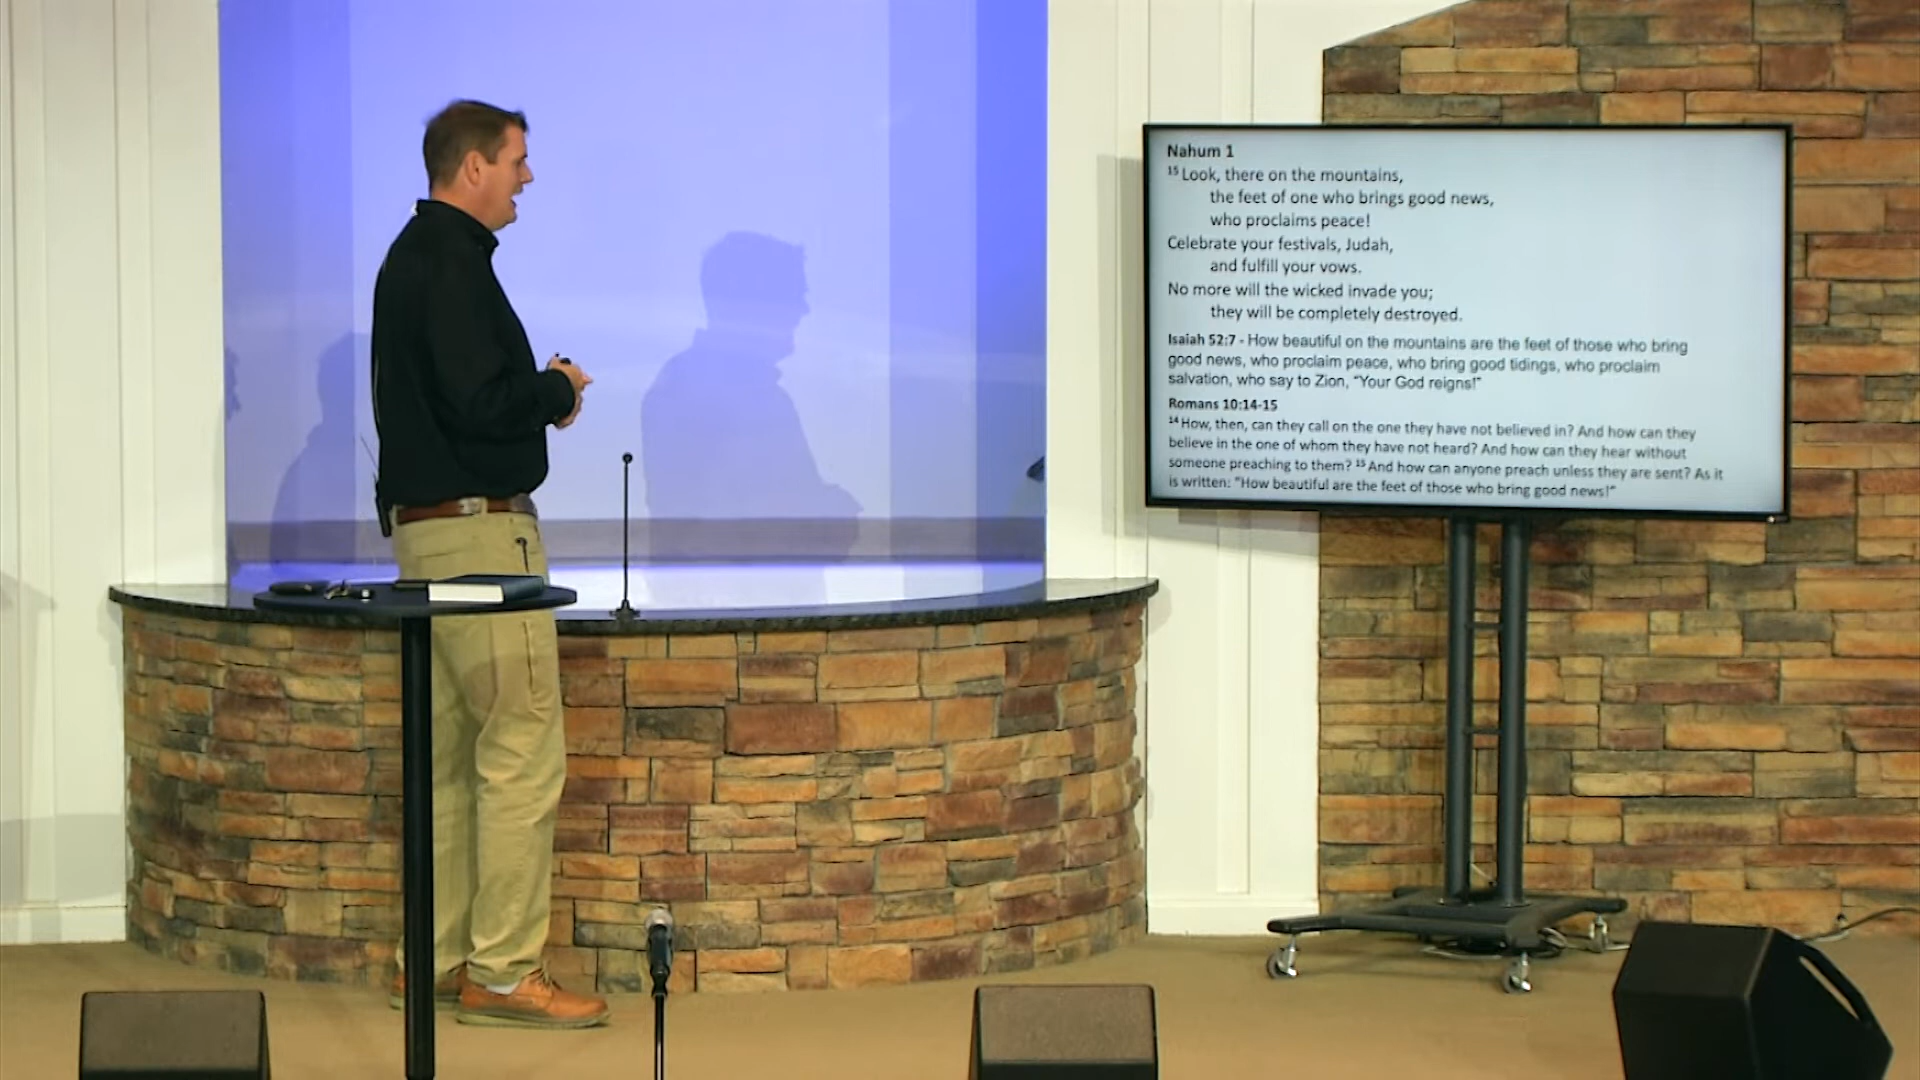 Nahum 1
15 Look, there on the mountains,
the feet of one who brings good news,
who proclaims peace!
Celebrate your festivals, Judah,
and fulfill your vows.
No more will the wicked invade you;
they will be completely destroyed.
Isaiah 52:7 - How beautiful on the mountains are the feet of those who bring
good news, who proclaim peace, who bring good tidings, who proclaim
salvation, who say to Zion, "Your God reigns!"
Romans 10:14-15
14 How, then, can they call on the one they have not believed in? And how can they
believe in the one of whom they have not heard? And how can they hear without
someone preaching to them? 15 And how can anyone preach unless they are sent? As it
is written: "How beautiful are the feet of those who bring good news!"